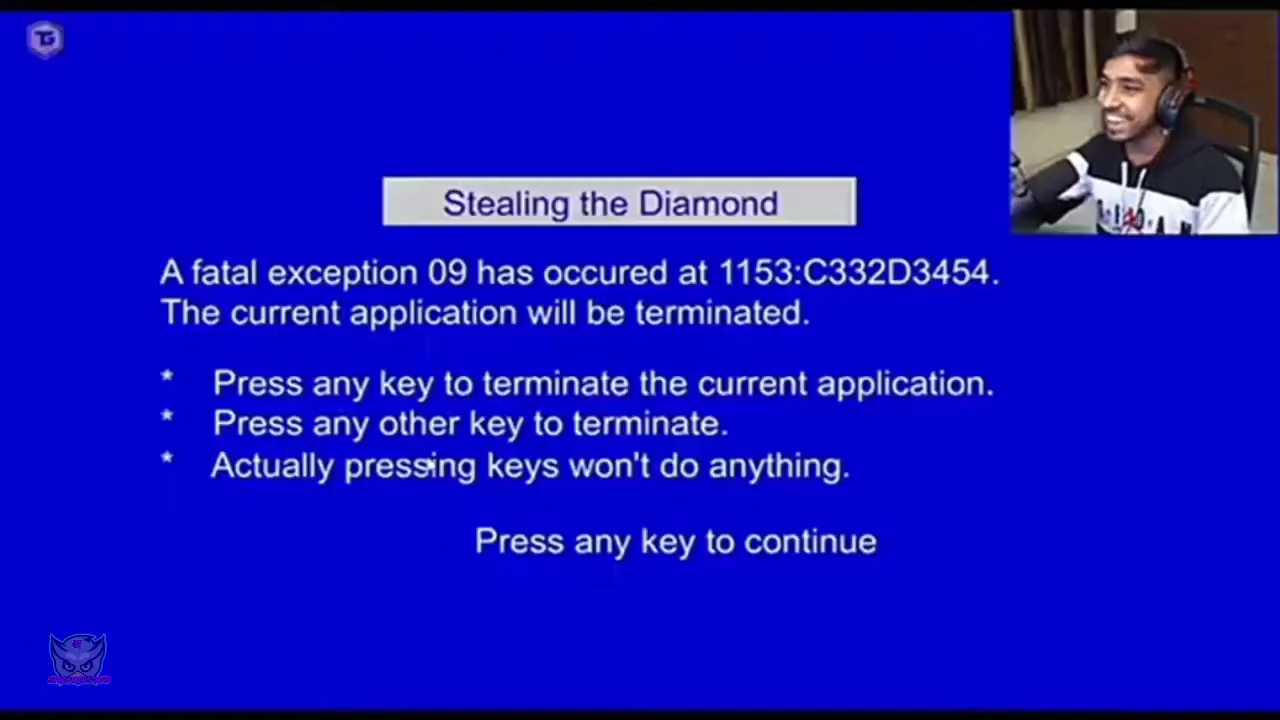 TG
Stealing the Diamond
A fatal exception 09 has occured at 1153:C332D3454.
The current application will be terminated.
* Press any key to terminate the current application.
* Press any other key to terminate.
* Actually pressing keys won't do anything.
Press any key to continue